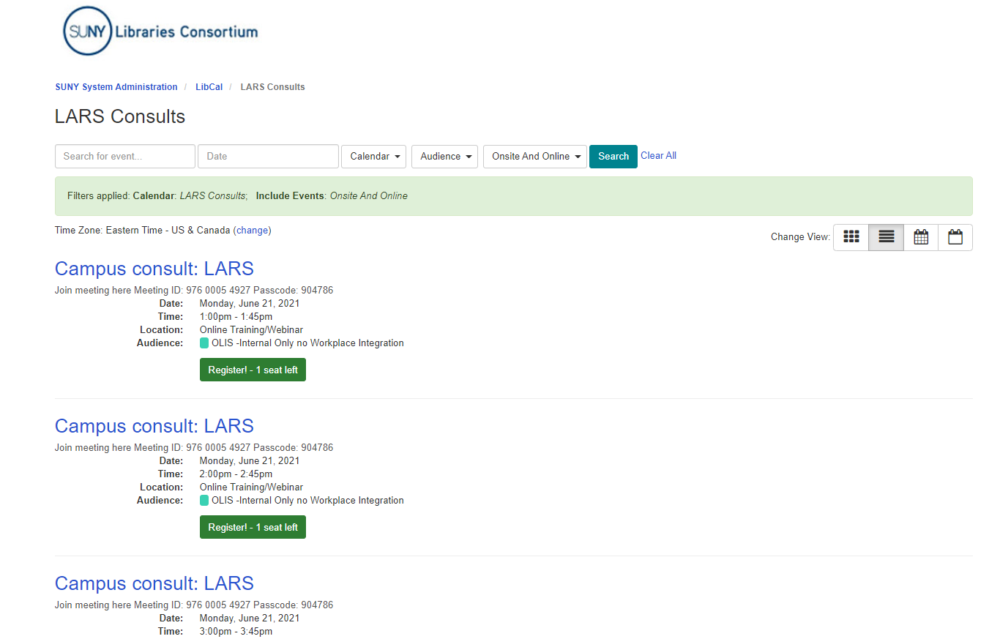 SUNY Libraries Consortium
SUNY System Administration / LibCal / LARS Consults
LARS Consults
Search for event... Date Calendar Audience Onsite And Online Search Clear All
Filters applied: Calendar: LARS Consults; Include Events: Onsite And Online
Time Zone: Eastern Time - US & Canada (change)
Change View:
Campus consult: LARS
Join meeting here Meeting ID: 976 0005 4927 Passcode: 904786
Date: Monday, June 21, 2021
Time: 1:00pm - 1:45pm
Location: Online Training/Webinar
Audience: OLIS -Internal Only no Workplace Integration
Register! - 1 seat left
Campus consult: LARS
Join meeting here Meeting ID: 976 0005 4927 Passcode: 904786
Date: Monday, June 21, 2021
Time: 2:00pm - 2:45pm
Location: Online Training/Webinar
Audience: OLIS -Internal Only no Workplace Integration
Register! - 1 seat left
Campus consult: LARS
Join meeting here Meeting ID: 976 0005 4927 Passcode: 904786
Date: Monday, June 21, 2021
Time: 3:00pm - 3:45pm